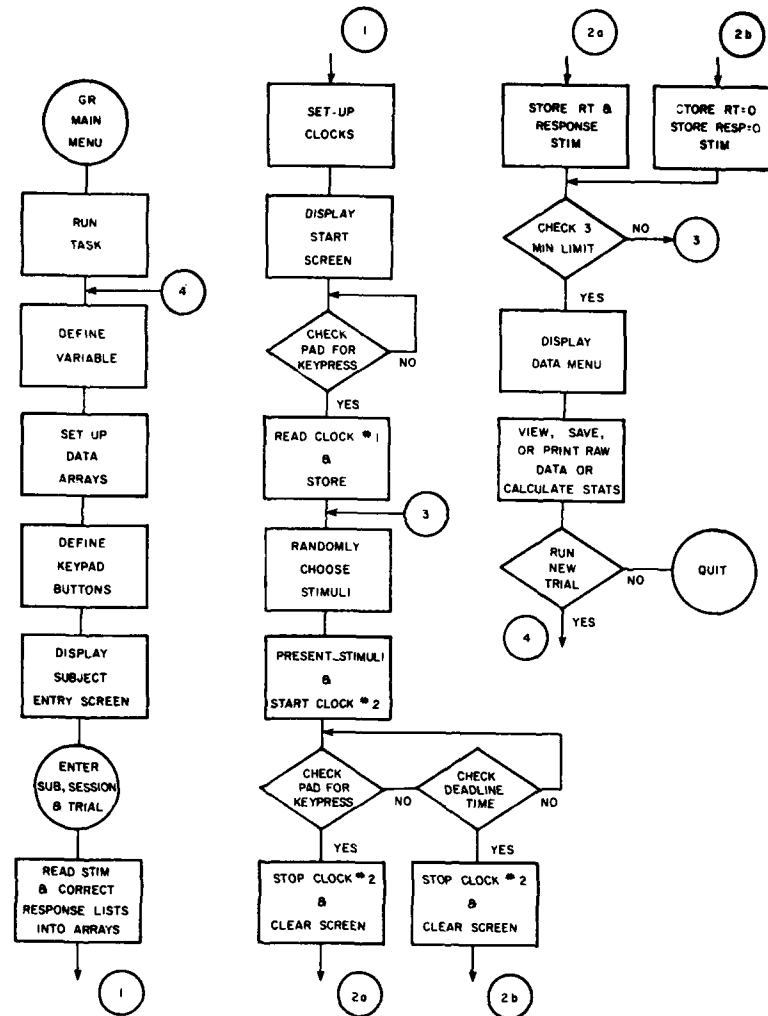 GR
MAIN
MENU
RUN
TASK
4
DEFINE
VARIABLE
SET UP
DATA
ARRAYS
DEFINE
KEYPAD
BUTTONS
DISPLAY
SUBJECT
ENTRY SCREEN
ENTER
SUB, SESSION
& TRIAL
READ STIM
& CORRECT
RESPONSE LISTS
INTO ARRAYS
1
1
SET-UP
CLOCKS
DISPLAY
START
SCREEN
CHECK
PAD FOR
KEYPRESS
NO
YES
READ CLOCK #1
&
STORE
3
RANDOMLY
CHOOSE
STIMULI
PRESENT STIMULI
&
START CLOCK #2
CHECK
PAD FOR
KEYPRESS
NO
CHECK
DEADLINE
TIME
NO
YES
YES
STOP CLOCK #2
&
CLEAR SCREEN
STOP CLOCK #2
&
CLEAR SCREEN
2a
2b
2a
2b
STORE RT &
RESPONSE
STIM
STORE RT=0
STORE RESP=0
STIM
CHECK 3
MIN LIMIT
NO
3
YES
DISPLAY
DATA MENU
VIEW, SAVE,
OR PRINT RAW
DATA OR
CALCULATE STATS
RUN
NEW
TRIAL
NO
QUIT
YES
4